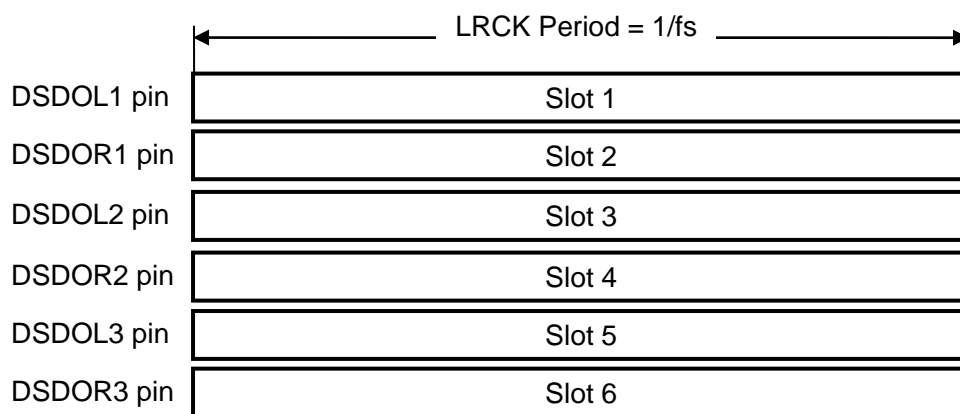 LRCK Period = 1/fs
DSDOL1 pin Slot 1
DSDOR1 pin Slot 2
DSDOL2 pin Slot 3
DSDOR2 pin Slot 4
DSDOL3 pin Slot 5
DSDOR3 pin Slot 6